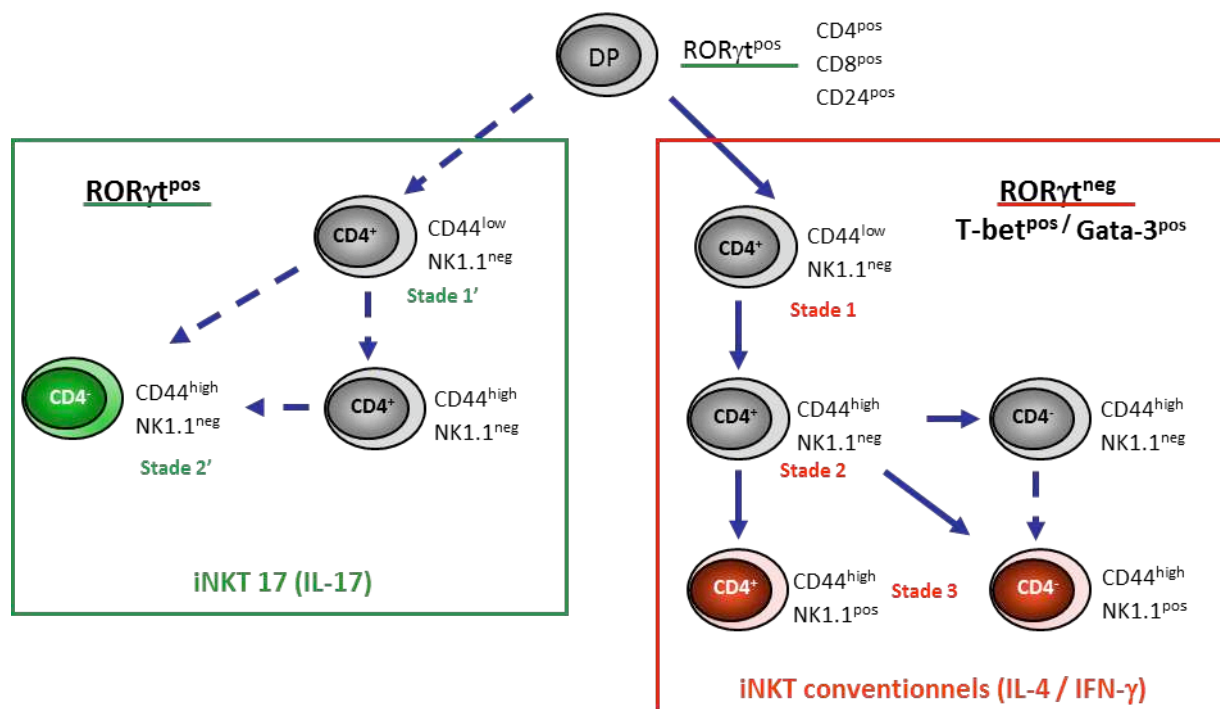 DP
RORγt^pos
CD4^pos
CD8^pos
CD24^pos
RORγt^pos
CD4⁺
CD44^low
NK1.1^neg
Stade 1’
CD4⁻
CD44^high
NK1.1^neg
Stade 2’
CD4⁺
CD44^high
NK1.1^neg
iNKT 17 (IL-17)
RORγt^neg
T-bet^pos / Gata-3^pos
CD4⁺
CD44^low
NK1.1^neg
Stade 1
CD4⁺
CD44^high
NK1.1^neg
Stade 2
CD4⁻
CD44^high
NK1.1^neg
CD4⁺
CD44^high
NK1.1^pos
Stade 3
CD4⁻
CD44^high
NK1.1^pos
iNKT conventionnels (IL-4 / IFN-γ)